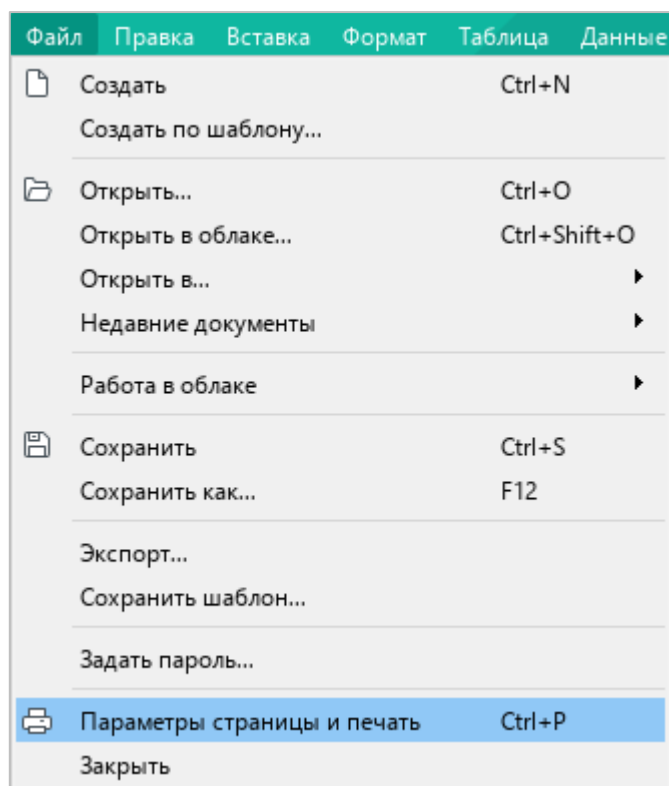 Файл Правка Вставка Формат Таблица Данные
Создать Ctrl+N
Создать по шаблону...
Открыть... Ctrl+O
Открыть в облаке... Ctrl+Shift+O
Открыть в...
Недавние документы
Работа в облаке
Сохранить Ctrl+S
Сохранить как... F12
Экспорт...
Сохранить шаблон...
Задать пароль...
Параметры страницы и печать Ctrl+P
Закрыть